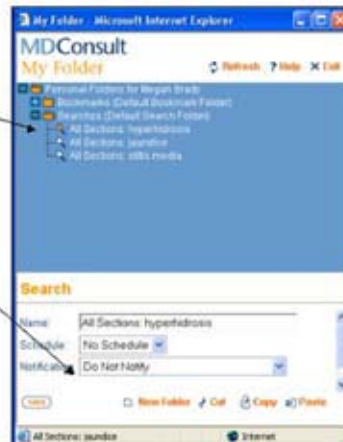 My Folder - Microsoft Internet Explorer
MDConsult
My Folder
Refresh ? Help X Exit
Personal Folders for Megan
Bookmarks (Default Bookmark Folder)
Searches (Default Search Folder)
All Sections: hyperhidrosis
All Sections: jaundice
All Sections: otitis media
Search
Name: All Sections: hyperhidrosis
Schedule No Schedule
Notification Do Not Notify
New Folder Cut Copy Paste
All Sections: jaundice Internet